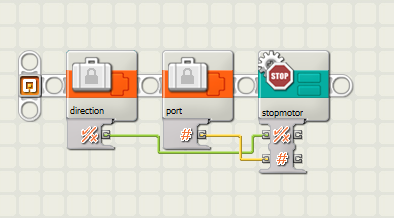 STOP
direction
port
stopmotor
√/x
#
√/x
#